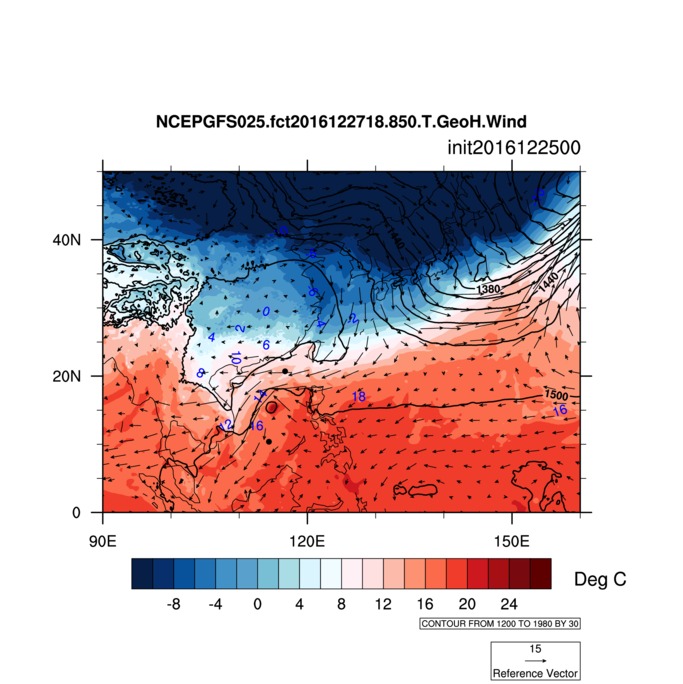 NCEPGFS025.fct2016122718.850.T.GeoH.Wind
init2016122500
40N
1380
1440
0
4
2
6
10
8
20N
18
1500
12
16
16
0
90E
120E
150E
-8
-4
0
4
8
12
16
20
24
Deg C
CONTOUR FROM 1200 TO 1980 BY 30
15
Reference Vector